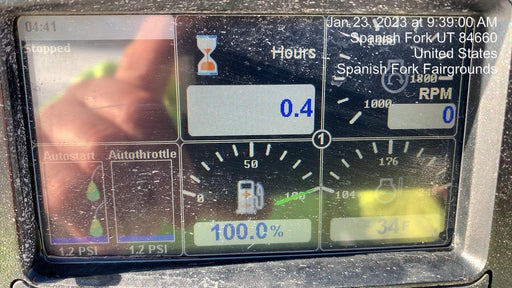 04:41
Stopped
Hours
0.4
Jan 23, 2023 at 9:39:00 AM
Spanish Fork UT 84660
United States
Spanish Fork Fairgrounds
1800
1000
RPM
0
1
Autostart
Autothrottle
1.2 PSI
1.2 PSI
0
50
100
100.0%
104
176
34F